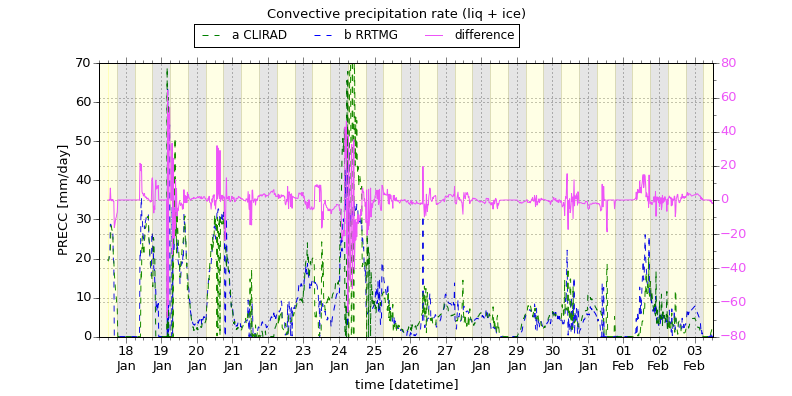 Convective precipitation rate (liq + ice)
a CLIRAD b RRTMG difference
70 80
60 60
50 40
40 20
30 0
20 −20
10 −40
0 −60
−80
PRECC [mm/day]
18 19 20 21 22 23 24 25 26 27 28 29 30 31 01 02 03
Jan Jan Jan Jan Jan Jan Jan Jan Jan Jan Jan Jan Jan Jan Feb Feb Feb
time [datetime]